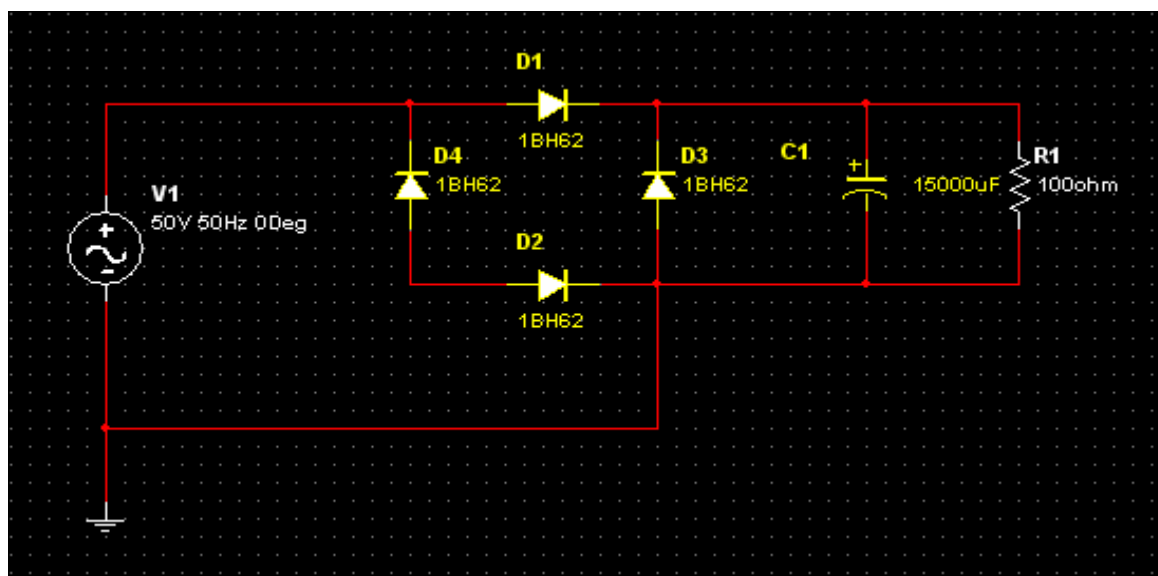 D1
1BH62
D4
1BH62
D3
1BH62
C1
+
15000uF
R1
100ohm
V1
50V 50Hz 0Deg
+
-
D2
1BH62